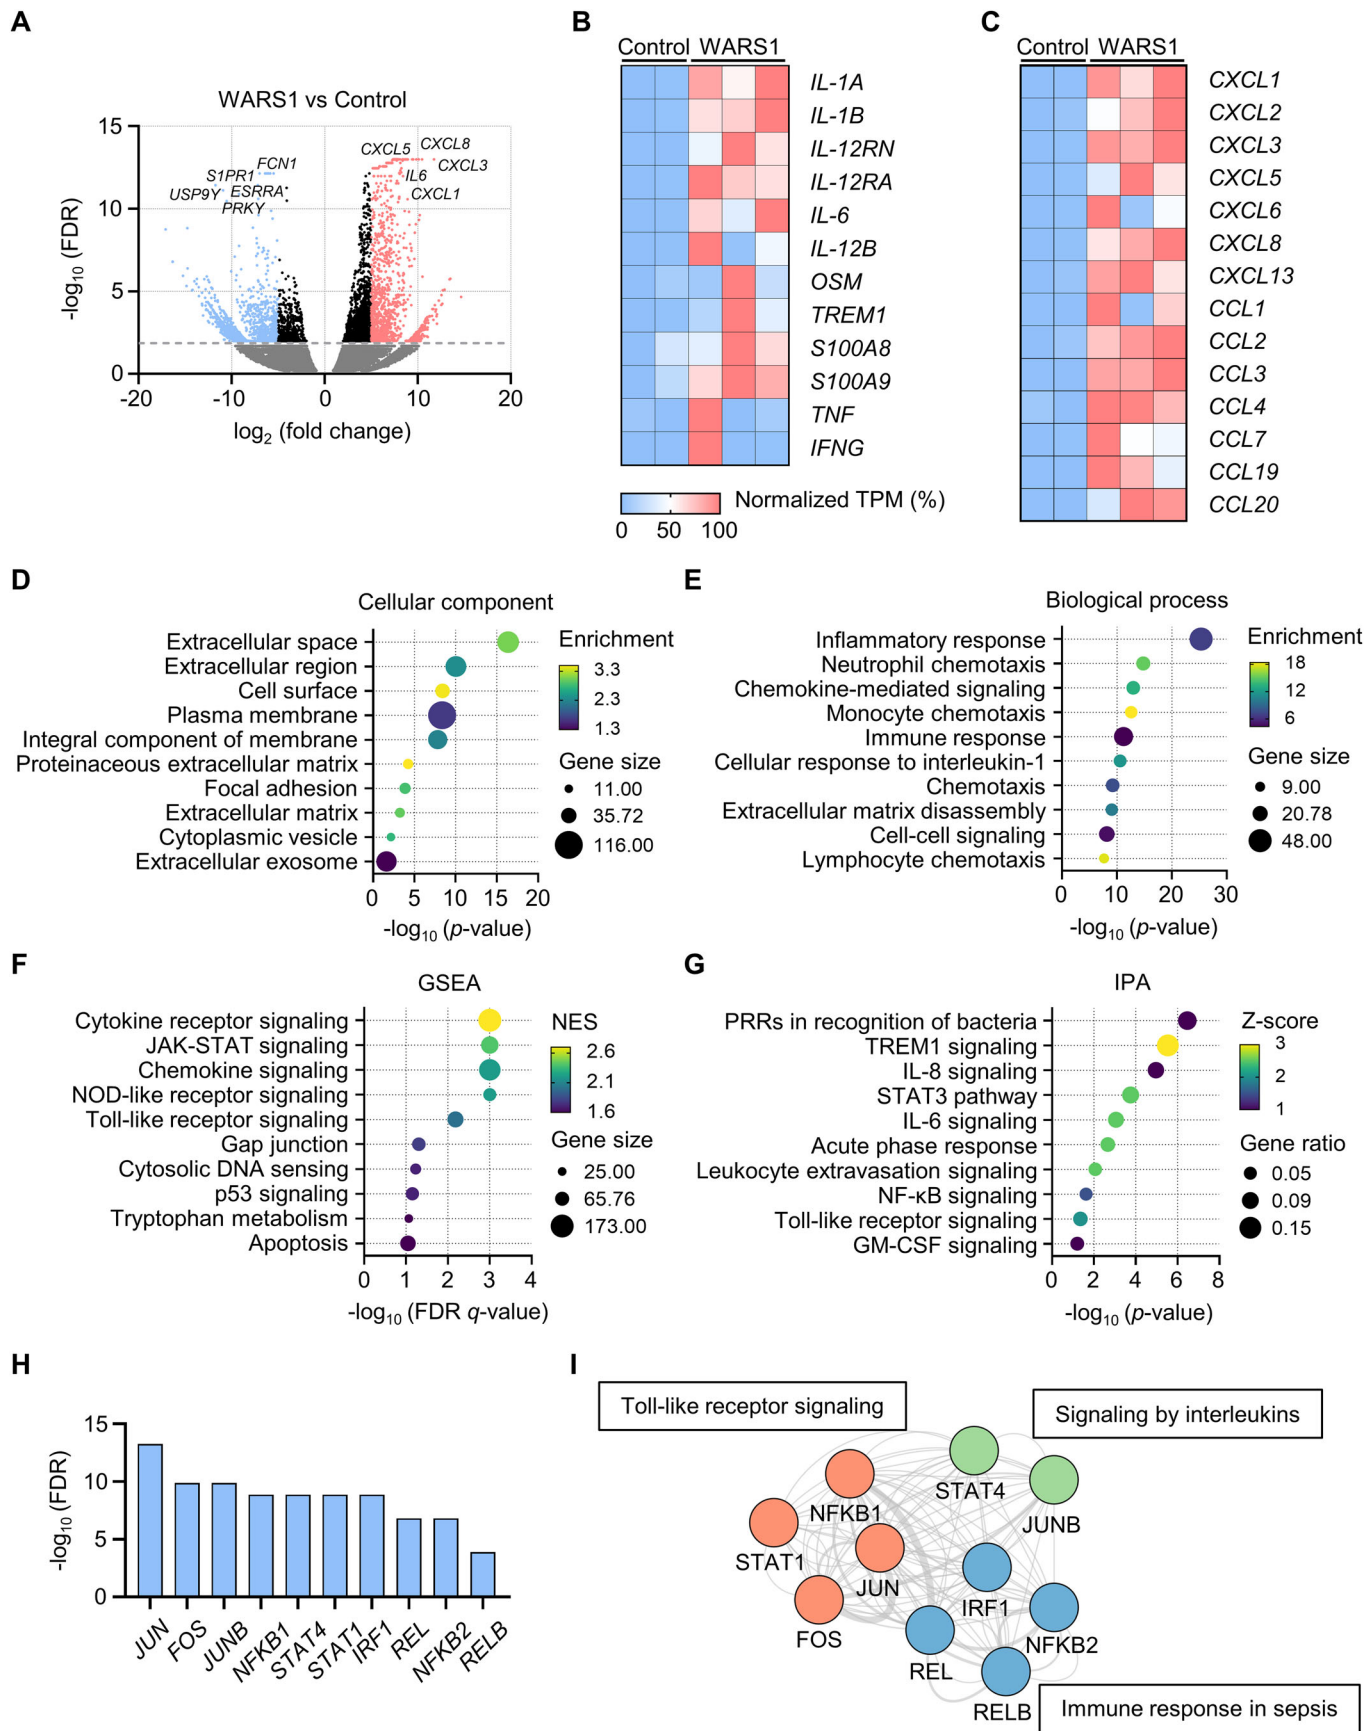 A
WARS1 vs Control
15
10
5
0
-log10 (FDR)
CXCL5
CXCL8
CXCL3
IL6
CXCL1
FCN1
S1PR1
ESRRA
USP9Y
PRKY
-20
-10
0
10
20
log2 (fold change)
B
Control WARS1
IL-1A
IL-1B
IL-12RN
IL-12RA
IL-6
IL-12B
OSM
TREM1
S100A8
S100A9
TNF
IFNG
Normalized TPM (%)
0 50 100
C
Control WARS1
CXCL1
CXCL2
CXCL3
CXCL5
CXCL6
CXCL8
CXCL13
CCL1
CCL2
CCL3
CCL4
CCL7
CCL19
CCL20
D
Cellular component
Extracellular space
Extracellular region
Cell surface
Plasma membrane
Integral component of membrane
Proteinaceous extracellular matrix
Focal adhesion
Extracellular matrix
Cytoplasmic vesicle
Extracellular exosome
0 5 10 15 20
-log10 (p-value)
Enrichment
3.3
2.3
1.3
Gene size
11.00
35.72
116.00
E
Biological process
Inflammatory response
Neutrophil chemotaxis
Chemokine-mediated signaling
Monocyte chemotaxis
Immune response
Cellular response to interleukin-1
Chemotaxis
Extracellular matrix disassembly
Cell-cell signaling
Lymphocyte chemotaxis
0 10 20 30
-log10 (p-value)
Enrichment
18
12
6
Gene size
9.00
20.78
48.00
F
GSEA
Cytokine receptor signaling
JAK-STAT signaling
Chemokine signaling
NOD-like receptor signaling
Toll-like receptor signaling
Gap junction
Cytosolic DNA sensing
p53 signaling
Tryptophan metabolism
Apoptosis
0 1 2 3 4
-log10 (FDR q-value)
NES
2.6
2.1
1.6
Gene size
25.00
65.76
173.00
G
IPA
PRRs in recognition of bacteria
TREM1 signaling
IL-8 signaling
STAT3 pathway
IL-6 signaling
Acute phase response
Leukocyte extravasation signaling
NF-κB signaling
Toll-like receptor signaling
GM-CSF signaling
0 2 4 6 8
-log10 (p-value)
Z-score
3
2
1
Gene ratio
0.05
0.09
0.15
H
15
10
5
0
-log10 (FDR)
JUN
FOS
JUNB
NFKB1
STAT4
STAT1
IRF1
REL
NFKB2
RELB
I
Toll-like receptor signaling
Signaling by interleukins
STAT4
NFKB1
JUNB
STAT1
JUN
IRF1
FOS
NFKB2
REL
RELB
Immune response in sepsis